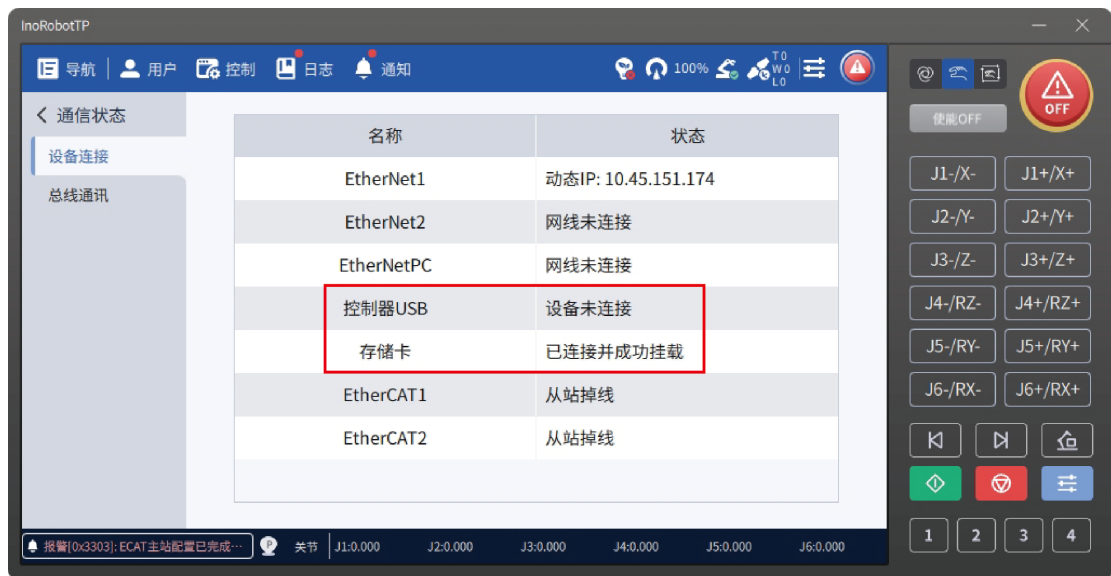 InoRobotTP
导航 用户 控制 日志 通知 100% T0 W0 L0
通信状态
设备连接
总线通讯
名称 状态
EtherNet1 动态IP: 10.45.151.174
EtherNet2 网线未连接
EtherNetPC 网线未连接
控制器USB 设备未连接
存储卡 已连接并成功挂载
EtherCAT1 从站掉线
EtherCAT2 从站掉线
报警[0x3303]: ECAT主站配置已完成… P 关节 J1:0.000 J2:0.000 J3:0.000 J4:0.000 J5:0.000 J6:0.000
使能OFF OFF
J1-/X- J1+/X+
J2-/Y- J2+/Y+
J3-/Z- J3+/Z+
J4-/RZ- J4+/RZ+
J5-/RY- J5+/RY+
J6-/RX- J6+/RX+
1 2 3 4